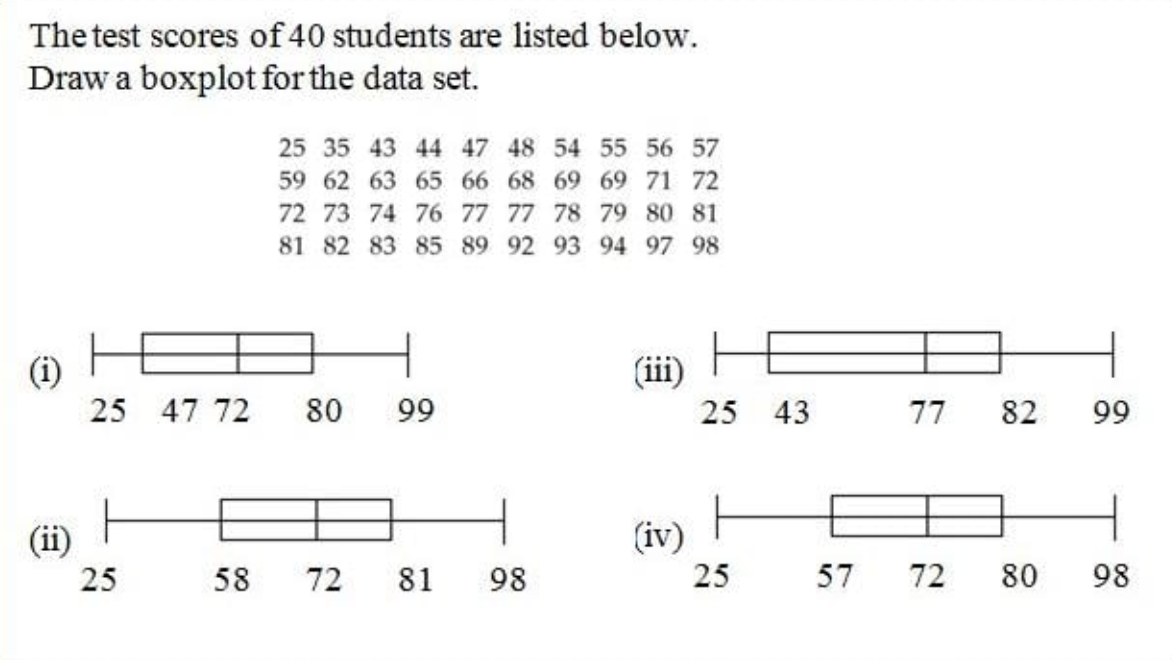 The test scores of 40 students are listed below.
Draw a boxplot for the data set.
25 35 43 44 47 48 54 55 56 57
59 62 63 65 66 68 69 69 71 72
72 73 74 76 77 77 78 79 80 81
81 82 83 85 89 92 93 94 97 98
(i)
25 47 72 80 99
(ii)
25 58 72 81 98
(iii)
25 43 77 82 99
(iv)
25 57 72 80 98